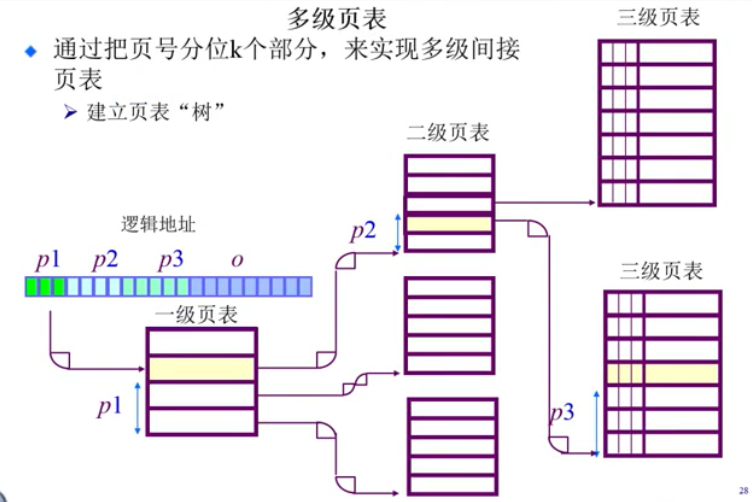 多级页表
通过把页号分位k个部分，来实现多级间接
页表
建立页表“树”
三级页表
二级页表
逻辑地址
p1 p2 p3 o
一级页表
p2
三级页表
p1
p3
28